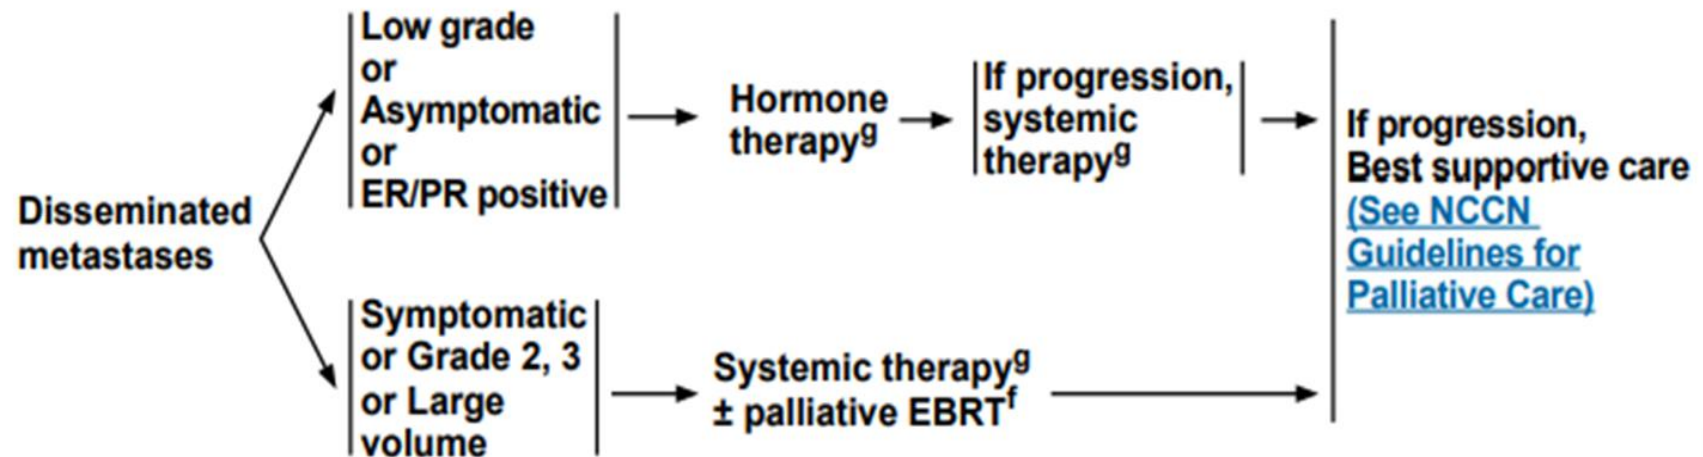 Disseminated
metastases
Low grade
or
Asymptomatic
or
ER/PR positive
Hormone
therapyᵍ
If progression,
systemic
therapyᵍ
Symptomatic
or Grade 2, 3
or Large
volume
Systemic therapyᵍ
± palliative EBRTᶠ
If progression,
Best supportive care
(See NCCN
Guidelines for
Palliative Care)